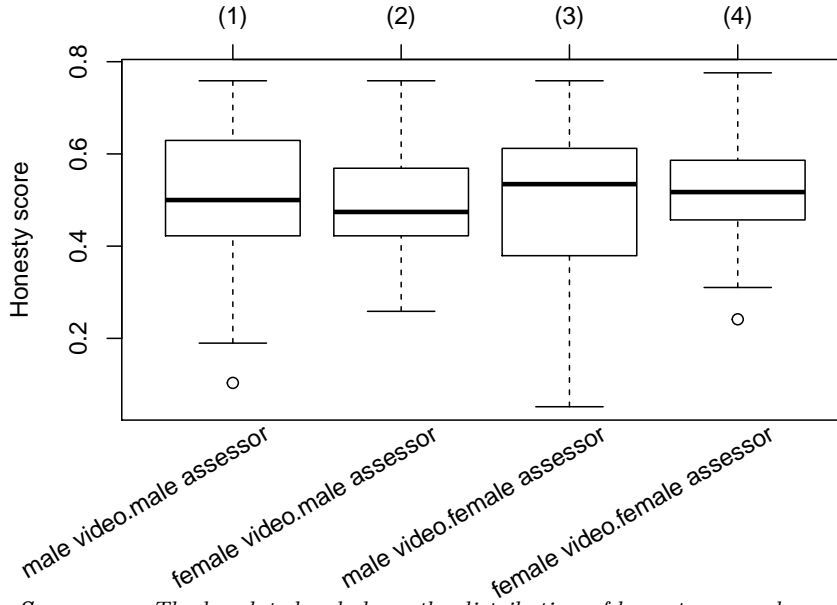 (1) (2) (3) (4)
0.8
0.6
0.4
0.2
Honesty score
male video.male assessor
female video.male assessor
male video.female assessor
female video.female assessor